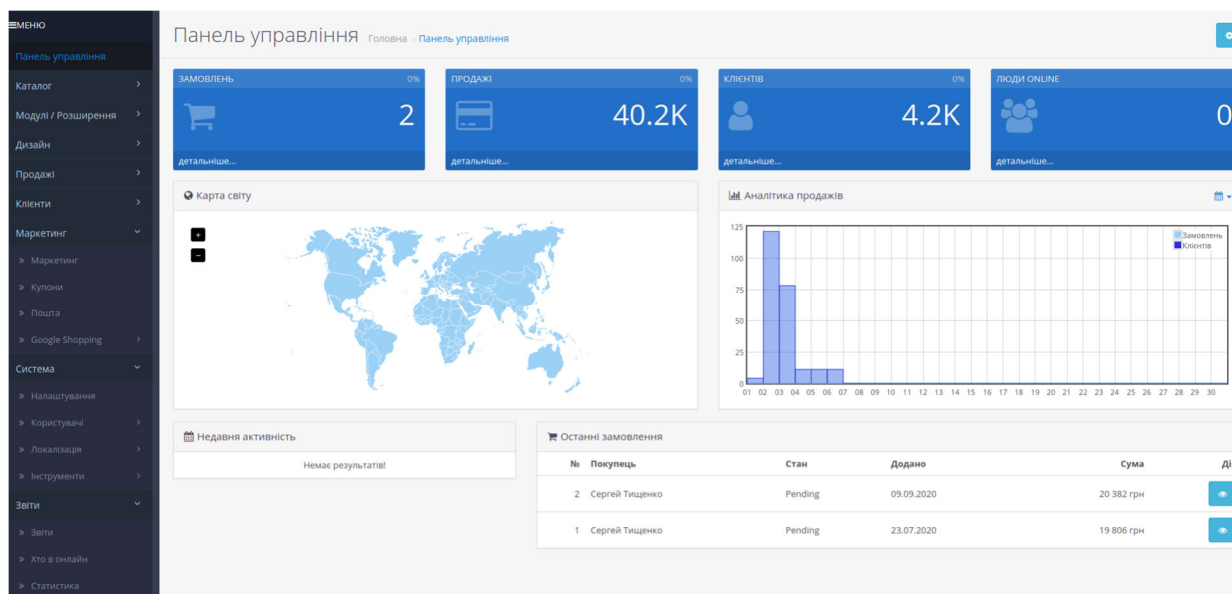 МЕНЮ
Панель управління
Каталог
Модулі / Розширення
Дизайн
Продажі
Клієнти
Маркетинг
» Маркетинг
» Купони
» Пошта
» Google Shopping
Система
» Налаштування
» Користувачі
» Локалізація
» Інструменти
Звіти
» Звіти
» Хто в онлайн
» Статистика
Панель управління Головна › Панель управління
ЗАМОВЛЕНЬ 0%
2
детальніше...
ПРОДАЖІ 0%
40.2K
детальніше...
КЛІЄНТІВ 0%
4.2K
детальніше...
ЛЮДИ ONLINE
0
детальніше...
Карта світу
+
-
Аналітика продажів
Замовлень
Клієнтів
125
100
75
50
25
0
01 02 03 04 05 06 07 08 09 10 11 12 13 14 15 16 17 18 19 20 21 22 23 24 25 26 27 28 29 30
Недавня активність
Немає результатів!
Останні замовлення
№ Покупець Стан Додано Сума Ді
2 Сергей Тищенко Pending 09.09.2020 20 382 грн
1 Сергей Тищенко Pending 23.07.2020 19 806 грн